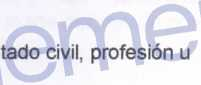 tado civil, profesión u